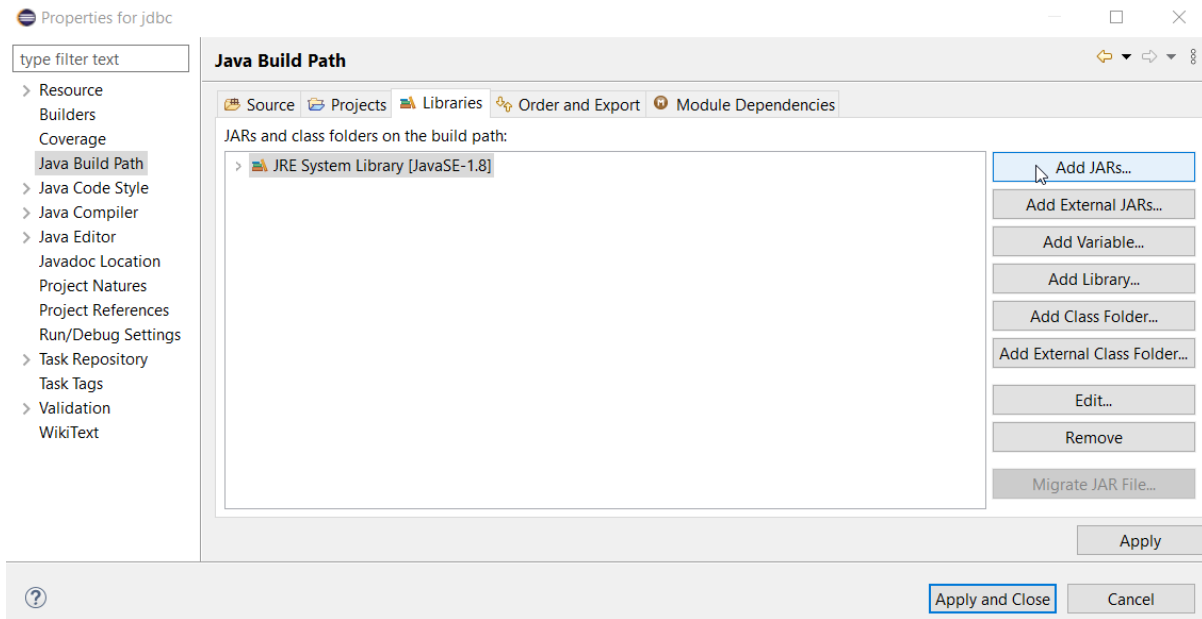 Properties for jdbc
type filter text
Resource
Builders
Coverage
Java Build Path
Java Code Style
Java Compiler
Java Editor
Javadoc Location
Project Natures
Project References
Run/Debug Settings
Task Repository
Task Tags
Validation
WikiText
Java Build Path
Source Projects Libraries Order and Export Module Dependencies
JARs and class folders on the build path:
JRE System Library [JavaSE-1.8]
Add JARs...
Add External JARs...
Add Variable...
Add Library...
Add Class Folder...
Add External Class Folder...
Edit...
Remove
Migrate JAR File...
Apply
? Apply and Close Cancel